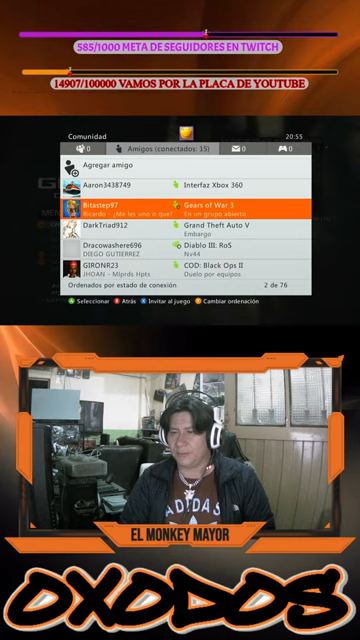 585/1000 META DE SEGUIDORES EN TWITCH
14907/100000 VAMOS POR LA PLACA DE YOUTUBE
Comunidad 20:55
0 Amigos (conectados: 15) 0 0
Agregar amigo
Aaron3438749 Interfaz Xbox 360
Bitastep97 Gears of War 3
Ricardo - ¡Me les uno o que? En un grupo abierto
DarkTriad912 Grand Theft Auto V
Embargo
Dracowashere696 Diablo III: RoS
DIEGO GUTIERREZ Nv44
GIRONR23 COD: Black Ops II
JHOAN - Mlprds Hpts Duelo por equipos
Ordenados por estado de conexión 2 de 76
A Seleccionar B Atrás X Invitar al juego Y Cambiar ordenación
ADIDAS
EL MONKEY MAYOR
OXODOS